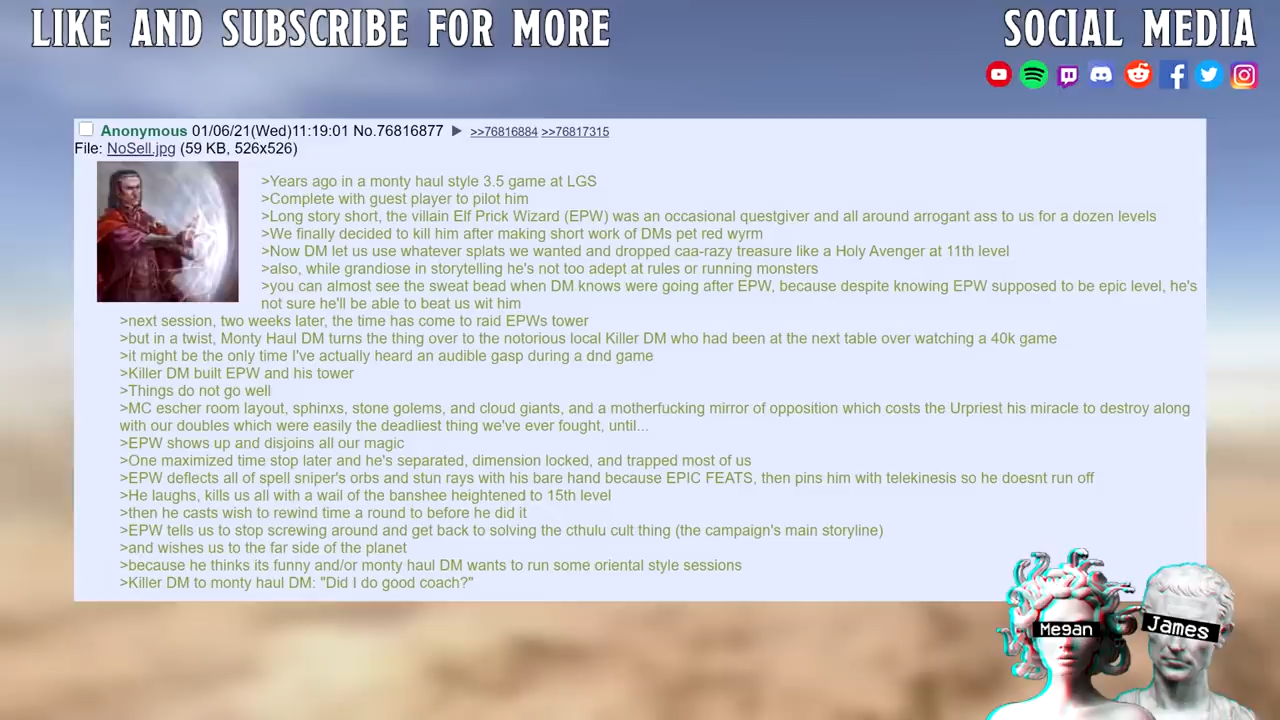 LIKE AND SUBSCRIBE FOR MORE
SOCIAL MEDIA
Anonymous 01/06/21(Wed)11:19:01 No.76816877 ▶ >>76816884 >>76817315
File: NoSell.jpg (59 KB, 526x526)
>Years ago in a monty haul style 3.5 game at LGS
>Complete with guest player to pilot him
>Long story short, the villain Elf Prick Wizard (EPW) was an occasional questgiver and all around arrogant ass to us for a dozen levels
>We finally decided to kill him after making short work of DMs pet red wyrm
>Now DM let us use whatever splats we wanted and dropped caa-razy treasure like a Holy Avenger at 11th level
>also, while grandiose in storytelling he's not too adept at rules or running monsters
>you can almost see the sweat bead when DM knows were going after EPW, because despite knowing EPW supposed to be epic level, he's
not sure he'll be able to beat us wit him
>next session, two weeks later, the time has come to raid EPWs tower
>but in a twist, Monty Haul DM turns the thing over to the notorious local Killer DM who had been at the next table over watching a 40k game
>it might be the only time I've actually heard an audible gasp during a dnd game
>Killer DM built EPW and his tower
>Things do not go well
>MC escher room layout, sphinxs, stone golems, and cloud giants, and a motherfucking mirror of opposition which costs the Urpriest his miracle to destroy along
with our doubles which were easily the deadliest thing we've ever fought, until...
>EPW shows up and disjoins all our magic
>One maximized time stop later and he's separated, dimension locked, and trapped most of us
>EPW deflects all of spell sniper's orbs and stun rays with his bare hand because EPIC FEATS, then pins him with telekinesis so he doesnt run off
>He laughs, kills us all with a wail of the banshee heightened to 15th level
>then he casts wish to rewind time a round to before he did it
>EPW tells us to stop screwing around and get back to solving the cthulu cult thing (the campaign's main storyline)
>and wishes us to the far side of the planet
>because he thinks its funny and/or monty haul DM wants to run some oriental style sessions
>Killer DM to monty haul DM: "Did I do good coach?"
Megan
James